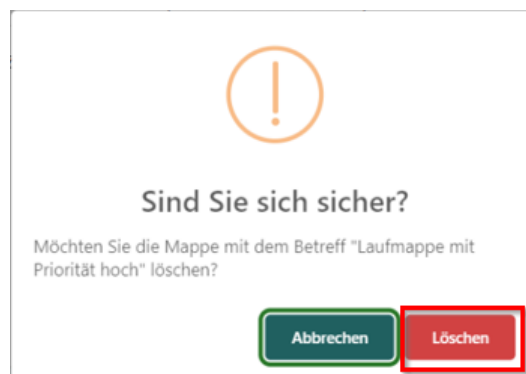 Sind Sie sich sicher?
Möchten Sie die Mappe mit dem Betreff "Laufmappe mit
Priorität hoch" löschen?
Abbrechen Löschen